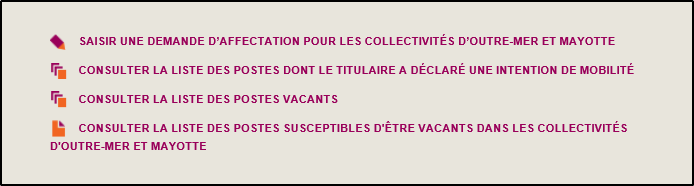 SAISIR UNE DEMANDE D'AFFECTATION POUR LES COLLECTIVITÉS D'OUTRE-MER ET MAYOTTE
CONSULTER LA LISTE DES POSTES DONT LE TITULAIRE A DÉCLARÉ UNE INTENTION DE MOBILITÉ
CONSULTER LA LISTE DES POSTES VACANTS
CONSULTER LA LISTE DES POSTES SUSCEPTIBLES D'ÊTRE VACANTS DANS LES COLLECTIVITÉS
D'OUTRE-MER ET MAYOTTE